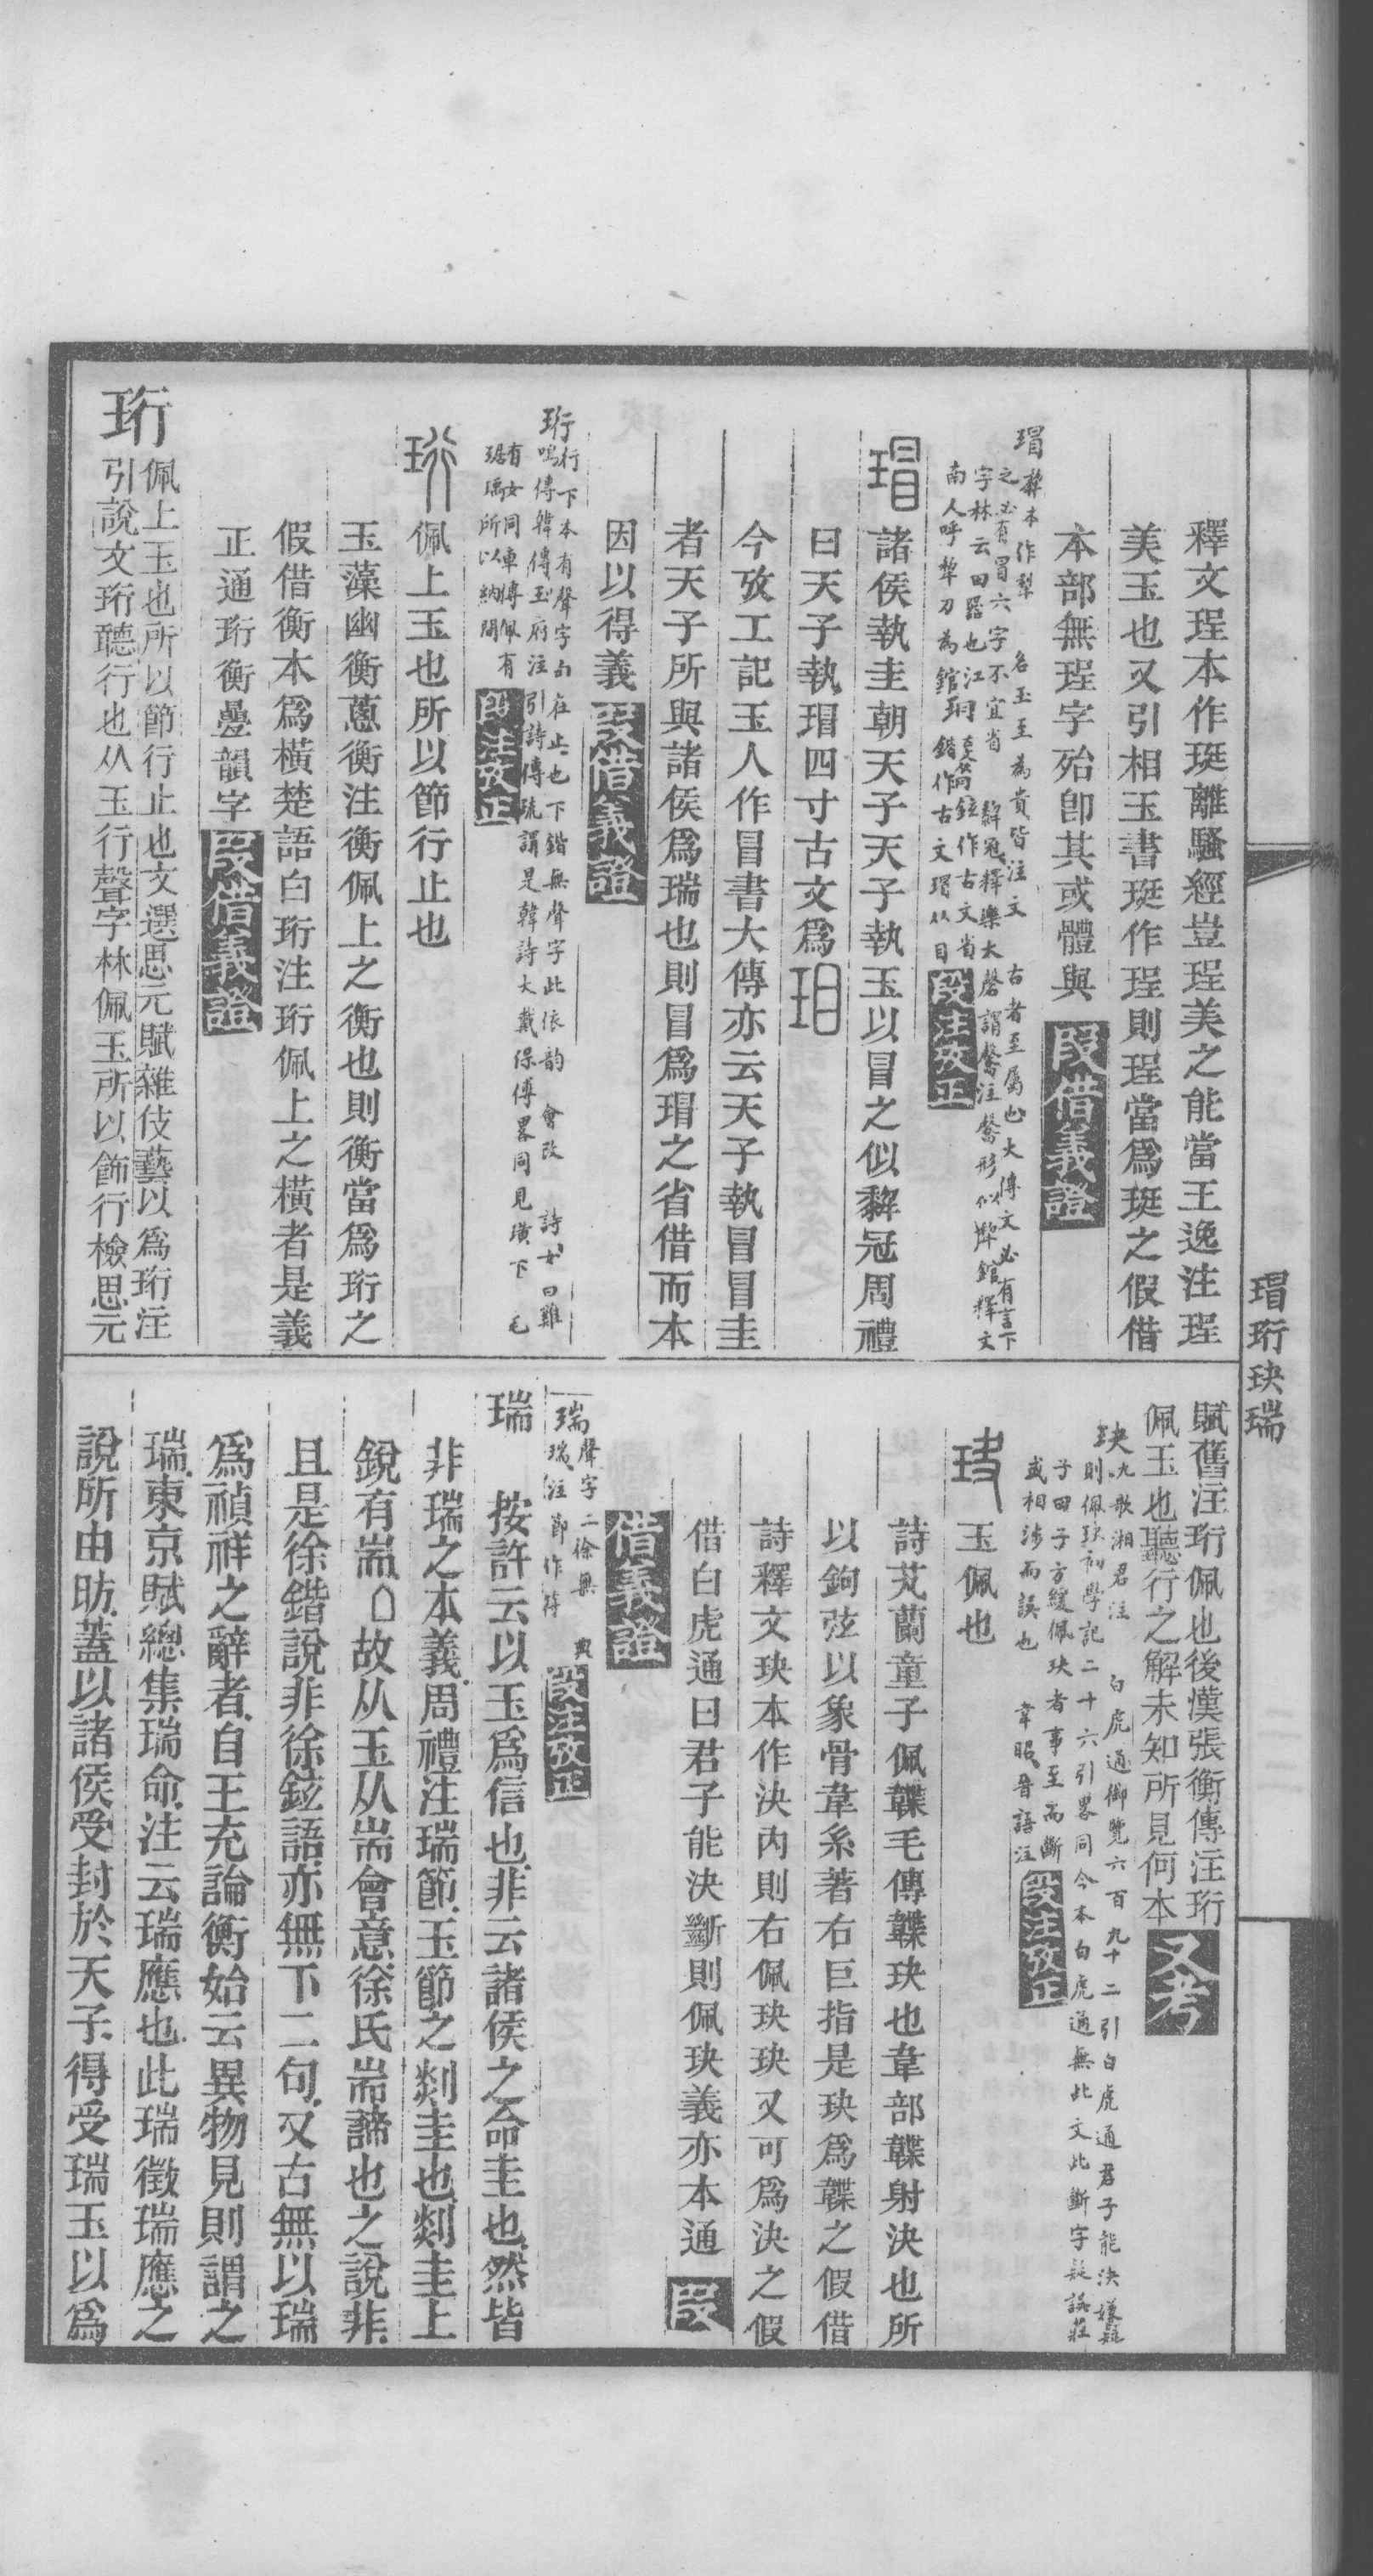 釋文珵本作珽離騷經豈珵美之能當王逸注珵
美玉也又引相玉書珽作珵則珵當爲珽之假借
本部無珵字殆卽其或體與 段借義證
瑁 犂本作犁 名玉王為貴皆注文 古者至屬也大傳文必有言下
之必有冒六字不宜省 犂冠釋樂大磬謂馨注馨形似犂錧釋文
字林云田器也江
南人呼犂刀為錧 玥 鍇作古文瑁从目 段注攷正
瑁 諸侯執圭朝天子天子執玉以冒之似犂冠周禮
曰天子執瑁四寸古文爲珇
今攷工記玉人作冒書大傳亦云天子執冒冒圭
者天子所與諸侯爲瑞也則冒爲瑁之省借而本
因以得義 段借義證
珩 行下本有聲字而在止也下鍇無聲字此依韵會改 詩女曰雞
鳴傳韓傳玉府注引詩傳疏謂是韓詩大戴保傅畧同見璜下 毛
有女同車傳佩有
琚瑀所以納閒 段注攷正
珩 佩上玉也所以節行止也
玉藻幽衡蔥衡注衡佩上之衡也則衡當爲珩之
假借衡本爲橫楚語白珩注珩佩上之橫者是義
正通珩衡疊韻字 段借義證
珩 佩上玉也所以節行止也文選思元賦雜伎藝以爲珩注
引說文珩聽行也从玉行聲字林佩玉所以飾行檢思元
瑁珩玦瑞
賦舊注珩佩也後漢張衡傳注珩
佩玉也聽行之解未知所見何本 又考
玦 九歌湘君注 白虎通御覽六百九十二引白虎通君子能決嫌疑
則佩玦初學記二十六引畧同今本白虎通無此文此斷字疑誤莊
子田子方緩佩玦者事至而斷
或相涉而誤也 韋昭晉語注 段注攷正
玦 玉佩也
詩芄蘭童子佩韘毛傳韘玦也韋部韘射決也所
以鉤弦以象骨韋系著右巨指是玦爲韘之假借
詩釋文玦本作決內則右佩玦玦又可爲決之假
借白虎通曰君子能決斷則佩玦義亦本通 段
借義證
瑞 聲字二徐無 典
瑞注節作符 段注攷正
瑞 按許云以玉爲信也非云諸侯之命圭也然皆
非瑞之本義周禮注瑞節玉節之剡圭也剡圭上
銳有耑故从玉从耑會意徐氏耑諦也之說非
且是徐鍇說非徐鉉語亦無下二句又古無以瑞
爲禎祥之辭者自王充論衡始云異物見則謂之
瑞東京賦總集瑞命注云瑞應也此瑞徵瑞應之
說所由昉蓋以諸侯受封於天子得受瑞玉以爲